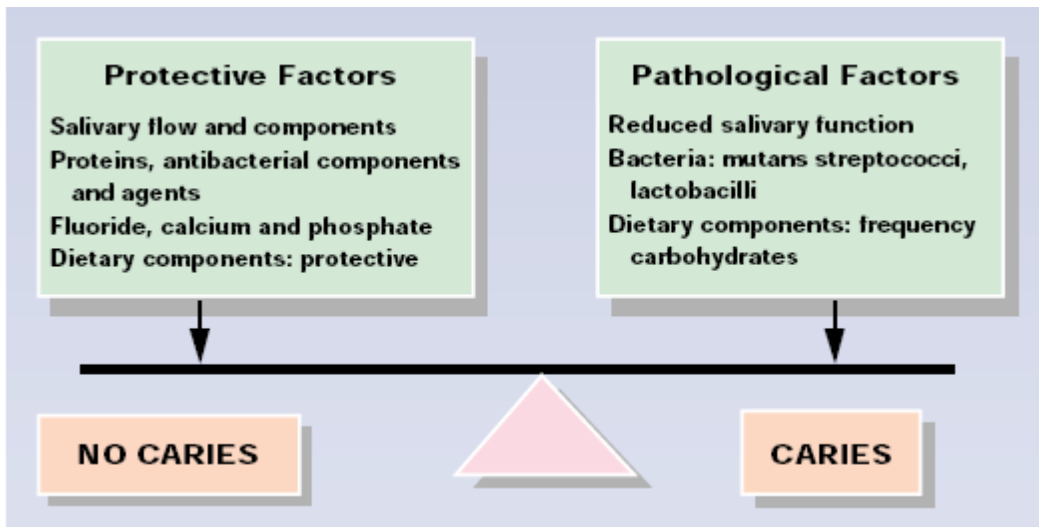 Protective Factors
Salivary flow and components
Proteins, antibacterial components
and agents
Fluoride, calcium and phosphate
Dietary components: protective
Pathological Factors
Reduced salivary function
Bacteria: mutans streptococci,
lactobacilli
Dietary components: frequency
carbohydrates
NO CARIES
CARIES